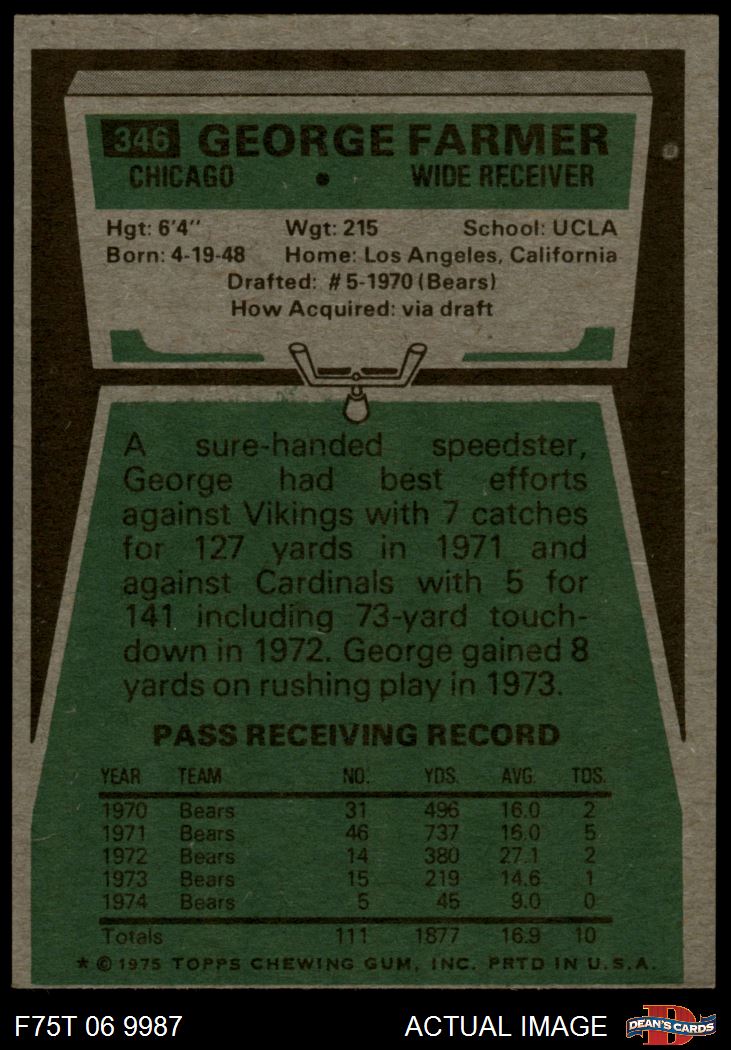 346 GEORGE FARMER
CHICAGO • WIDE RECEIVER
Hgt: 6'4" Wgt: 215 School: UCLA
Born: 4-19-48 Home: Los Angeles, California
Drafted: #5-1970 (Bears)
How Acquired: via draft
A sure-handed speedster,
George had best efforts
against Vikings with 7 catches
for 127 yards in 1971 and
against Cardinals with 5 for
141 including 73-yard touch-
down in 1972. George gained 8
yards on rushing play in 1973.
PASS RECEIVING RECORD
YEAR TEAM NO. YDS. AVG. TDS.
1970 Bears 31 496 16.0 2
1971 Bears 46 737 16.0 5
1972 Bears 14 380 27.1 2
1973 Bears 15 219 14.6 1
1974 Bears 5 45 9.0 0
Totals 111 1877 16.9 10
* © 1975 TOPPS CHEWING GUM, INC. PRTD IN U.S.A.
F75T 06 9987 ACTUAL IMAGE DEAN'S CARDS